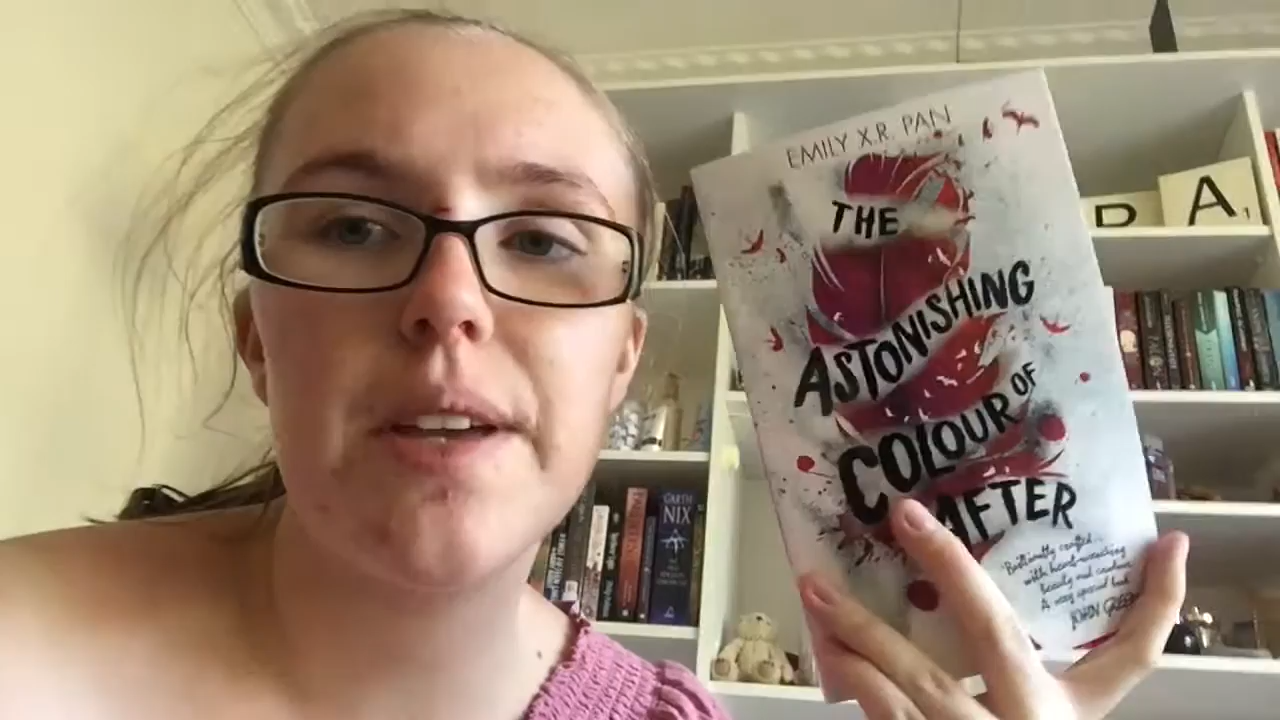 EMILY X.R. PAN
THE
ASTONISHING
COLOUR OF
AFTER
"Brilliantly crafted...
with heart-wrenching
beauty and candour.
A very special book."
JOHN GREEN
A
GARTH
NIX